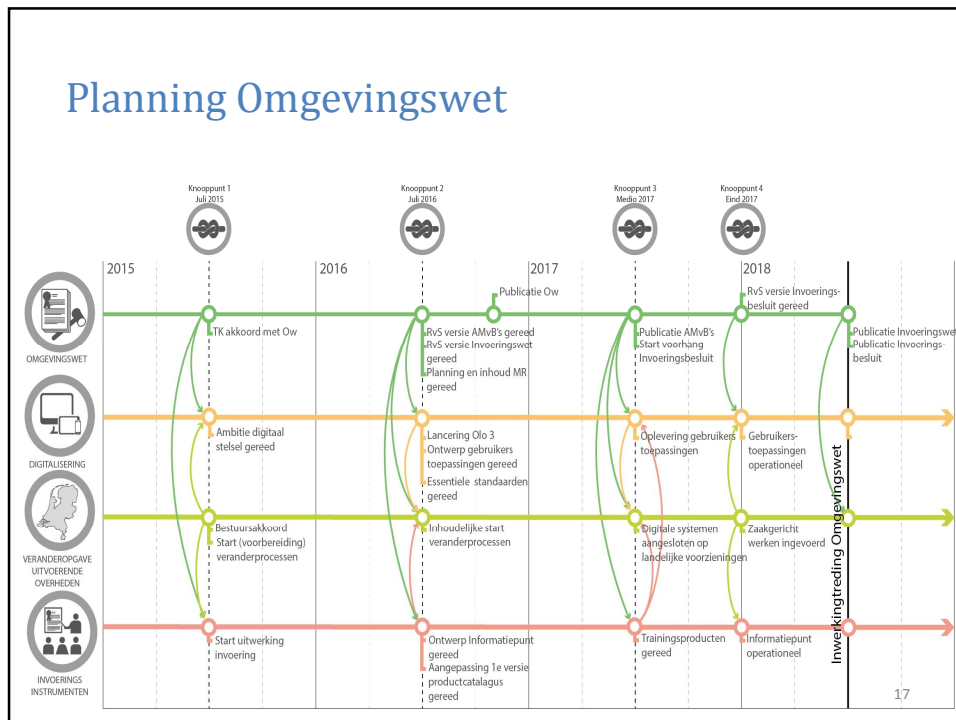 Planning Omgevingswet
Knooppunt 1
Juli 2015
Knooppunt 2
Juli 2016
Knooppunt 3
Medio 2017
Knooppunt 4
Eind 2017
2015
2016
2017
2018
OMGEVINGSWET
TK akkoord met Ow
RvS versie AMvB's gereed
RvS versie Invoeringswet
gereed
Planning en inhoud MR
gereed
Publicatie Ow
Publicatie AMvB's
Start voorhang
Invoeringsbesluit
RvS versie Invoerings-
besluit gereed
Publicatie Invoeringswet
Publicatie Invoerings-
besluit
DIGITALISERING
Ambitie digitaal
stelsel gereed
Lancering Olo 3
Ontwerp gebruikers
toepassingen gereed
Essentiele standaarden
gereed
Oplevering gebruikers
toepassingen
Gebruikers-
toepassingen
operationeel
VERANDEROPGAVE
UITVOERENDE
OVERHEDEN
Bestuursakkoord
Start (voorbereiding)
veranderprocessen
Inhoudelijke start
veranderprocessen
Digitale systemen
aangesloten op
landelijke voorzieningen
Zaakgericht
werken ingevoerd
INVOERINGS
INSTRUMENTEN
Start uitwerking
invoering
Ontwerp Informatiepunt
gereed
Aangepassing 1e versie
productcatalagus
gereed
Trainingsproducten
gereed
Informatiepunt
operationeel
Inwerkingtreding Omgevingswet
17